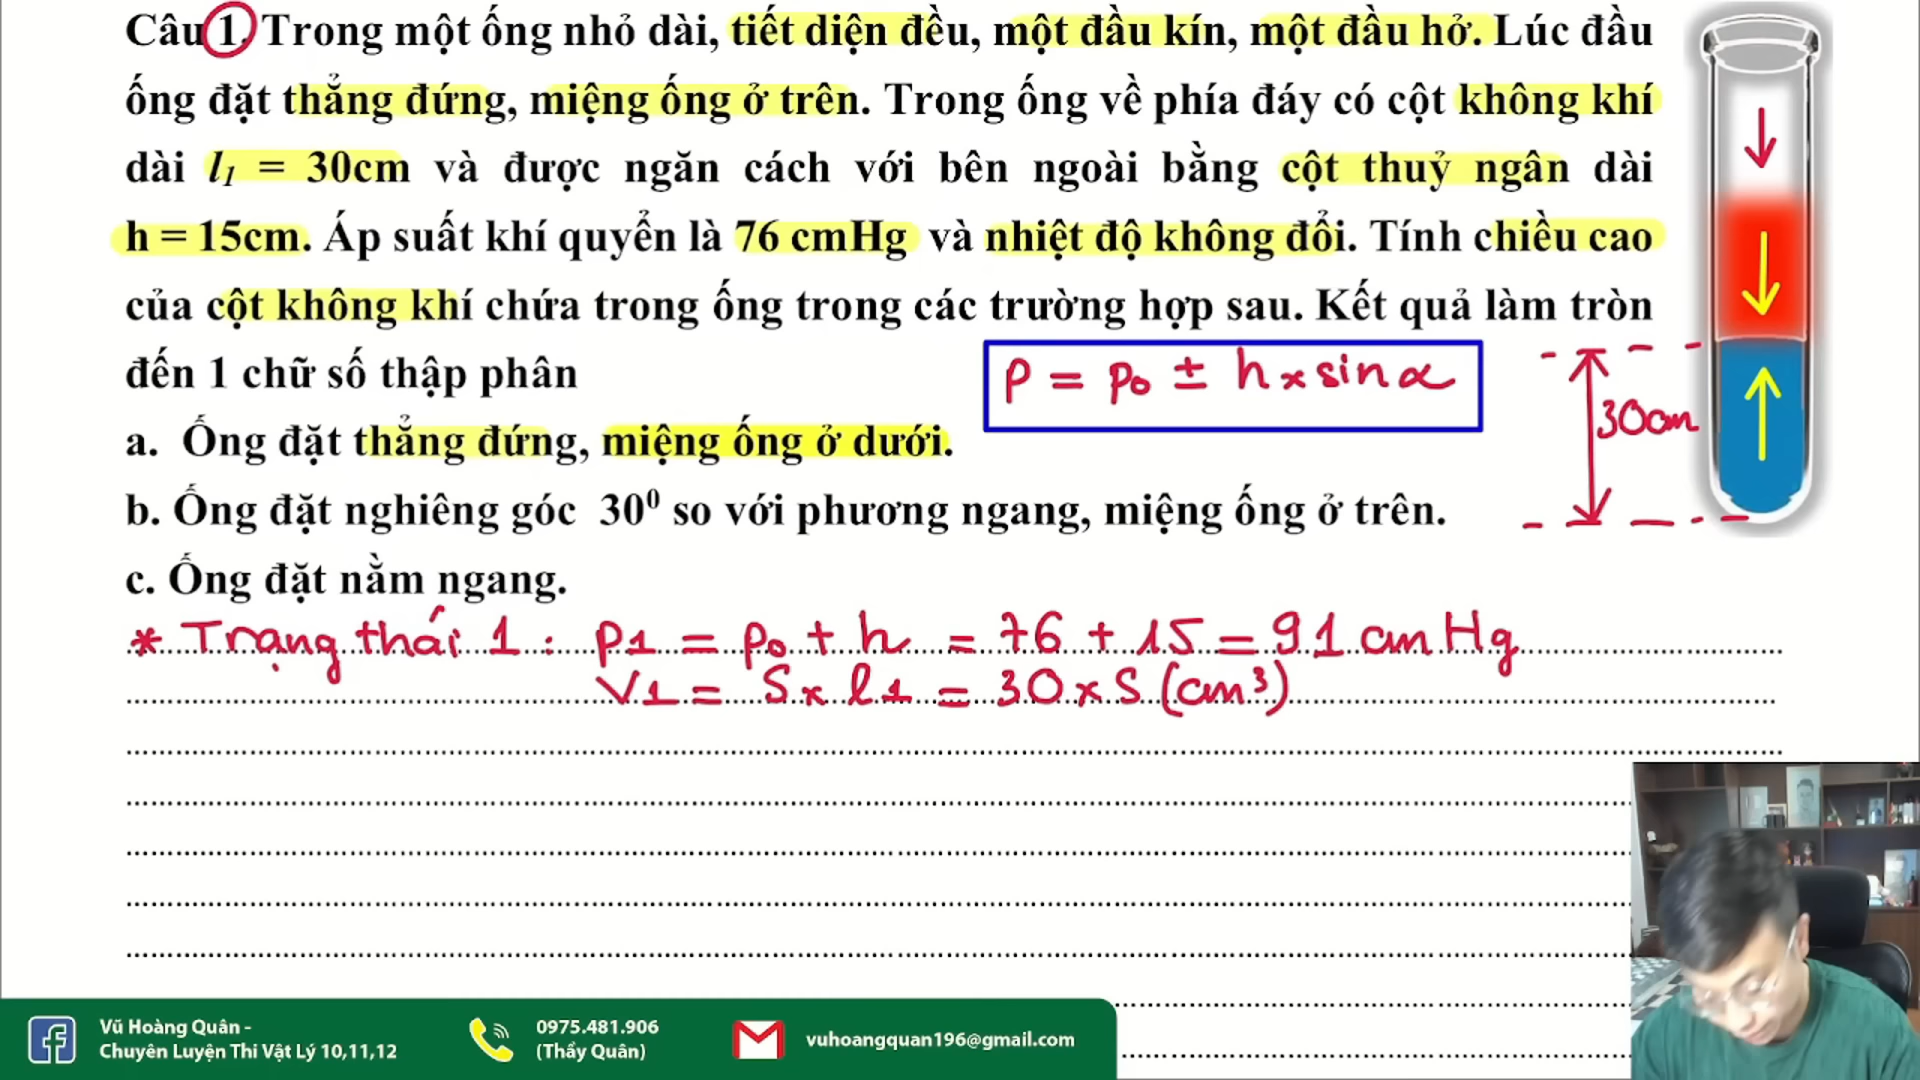 Câu 1. Trong một ống nhỏ dài, tiết diện đều, một đầu kín, một đầu hở. Lúc đầu
ống đặt thẳng đứng, miệng ống ở trên. Trong ống về phía đáy có cột không khí
dài l₁ = 30cm và được ngăn cách với bên ngoài bằng cột thuỷ ngân dài
h = 15cm. Áp suất khí quyển là 76 cmHg và nhiệt độ không đổi. Tính chiều cao
của cột không khí chứa trong ống trong các trường hợp sau. Kết quả làm tròn
đến 1 chữ số thập phân
P = p₀ ± h × sin α
30cm
a. Ống đặt thẳng đứng, miệng ống ở dưới.
b. Ống đặt nghiêng góc 30⁰ so với phương ngang, miệng ống ở trên.
c. Ống đặt nằm ngang.
* Trạng thái 1 : P1 = p₀ + h = 76 + 15 = 91 cmHg
V1 = S × l1 = 30 × S (cm³)
Vũ Hoàng Quân -
Chuyên Luyện Thi Vật Lý 10,11,12
0975.481.906
(Thầy Quân)
vuhoangquan196@gmail.com